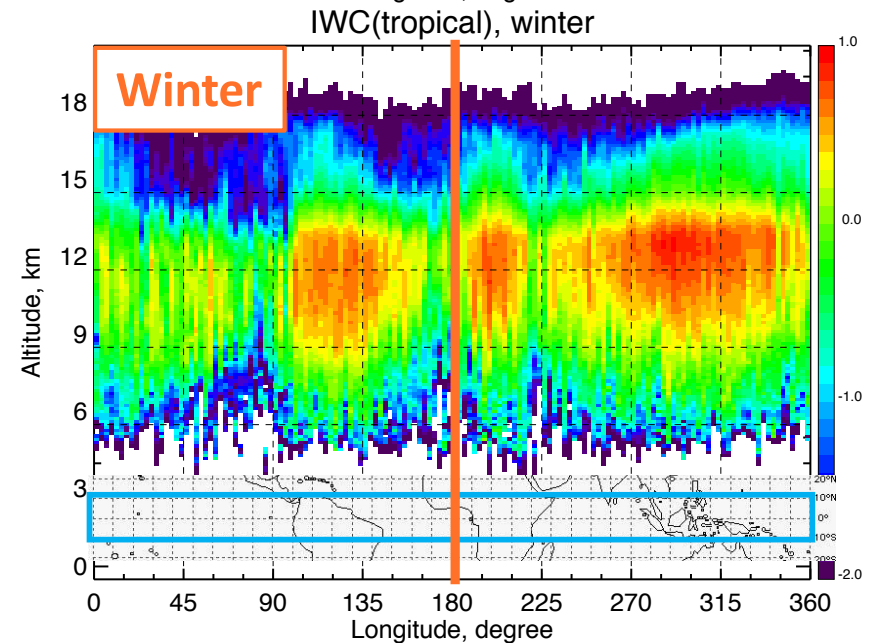 IWC(tropical), winter
Winter
1.0
18
15
0.0
12
Altitude, km
9
-1.0
6
3
20°N
10°N
0°
10°S
20°S
0
-2.0
0 45 90 135 180 225 270 315 360
Longitude, degree